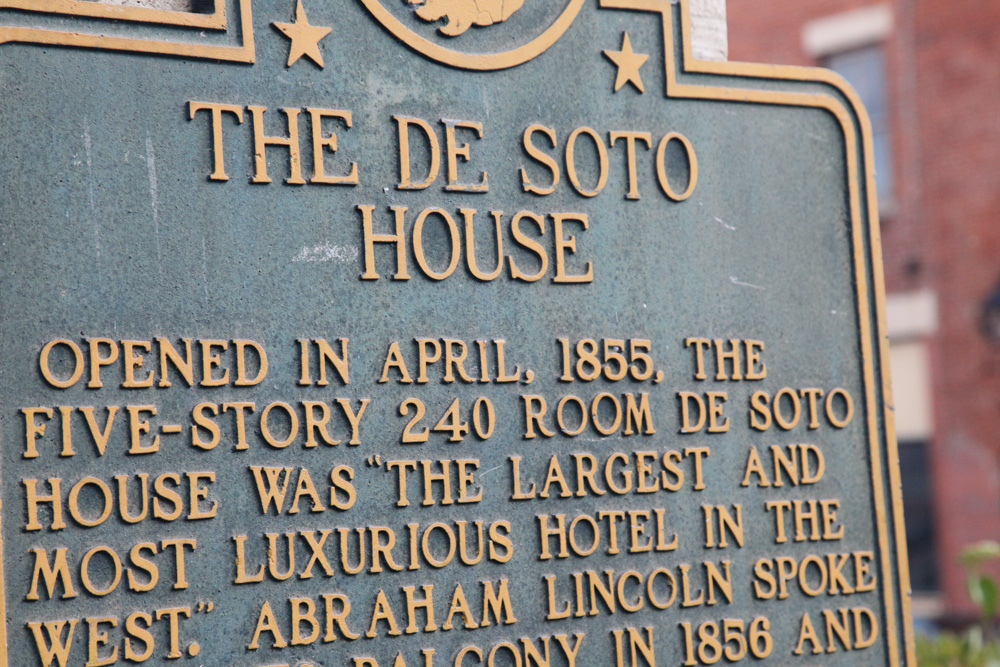 THE DE SOTO
HOUSE
OPENED IN APRIL, 1855, THE
FIVE-STORY 240 ROOM DE SOTO
HOUSE WAS "THE LARGEST AND
MOST LUXURIOUS HOTEL IN THE
WEST." ABRAHAM LINCOLN SPOKE
BALCONY IN 1856 AND